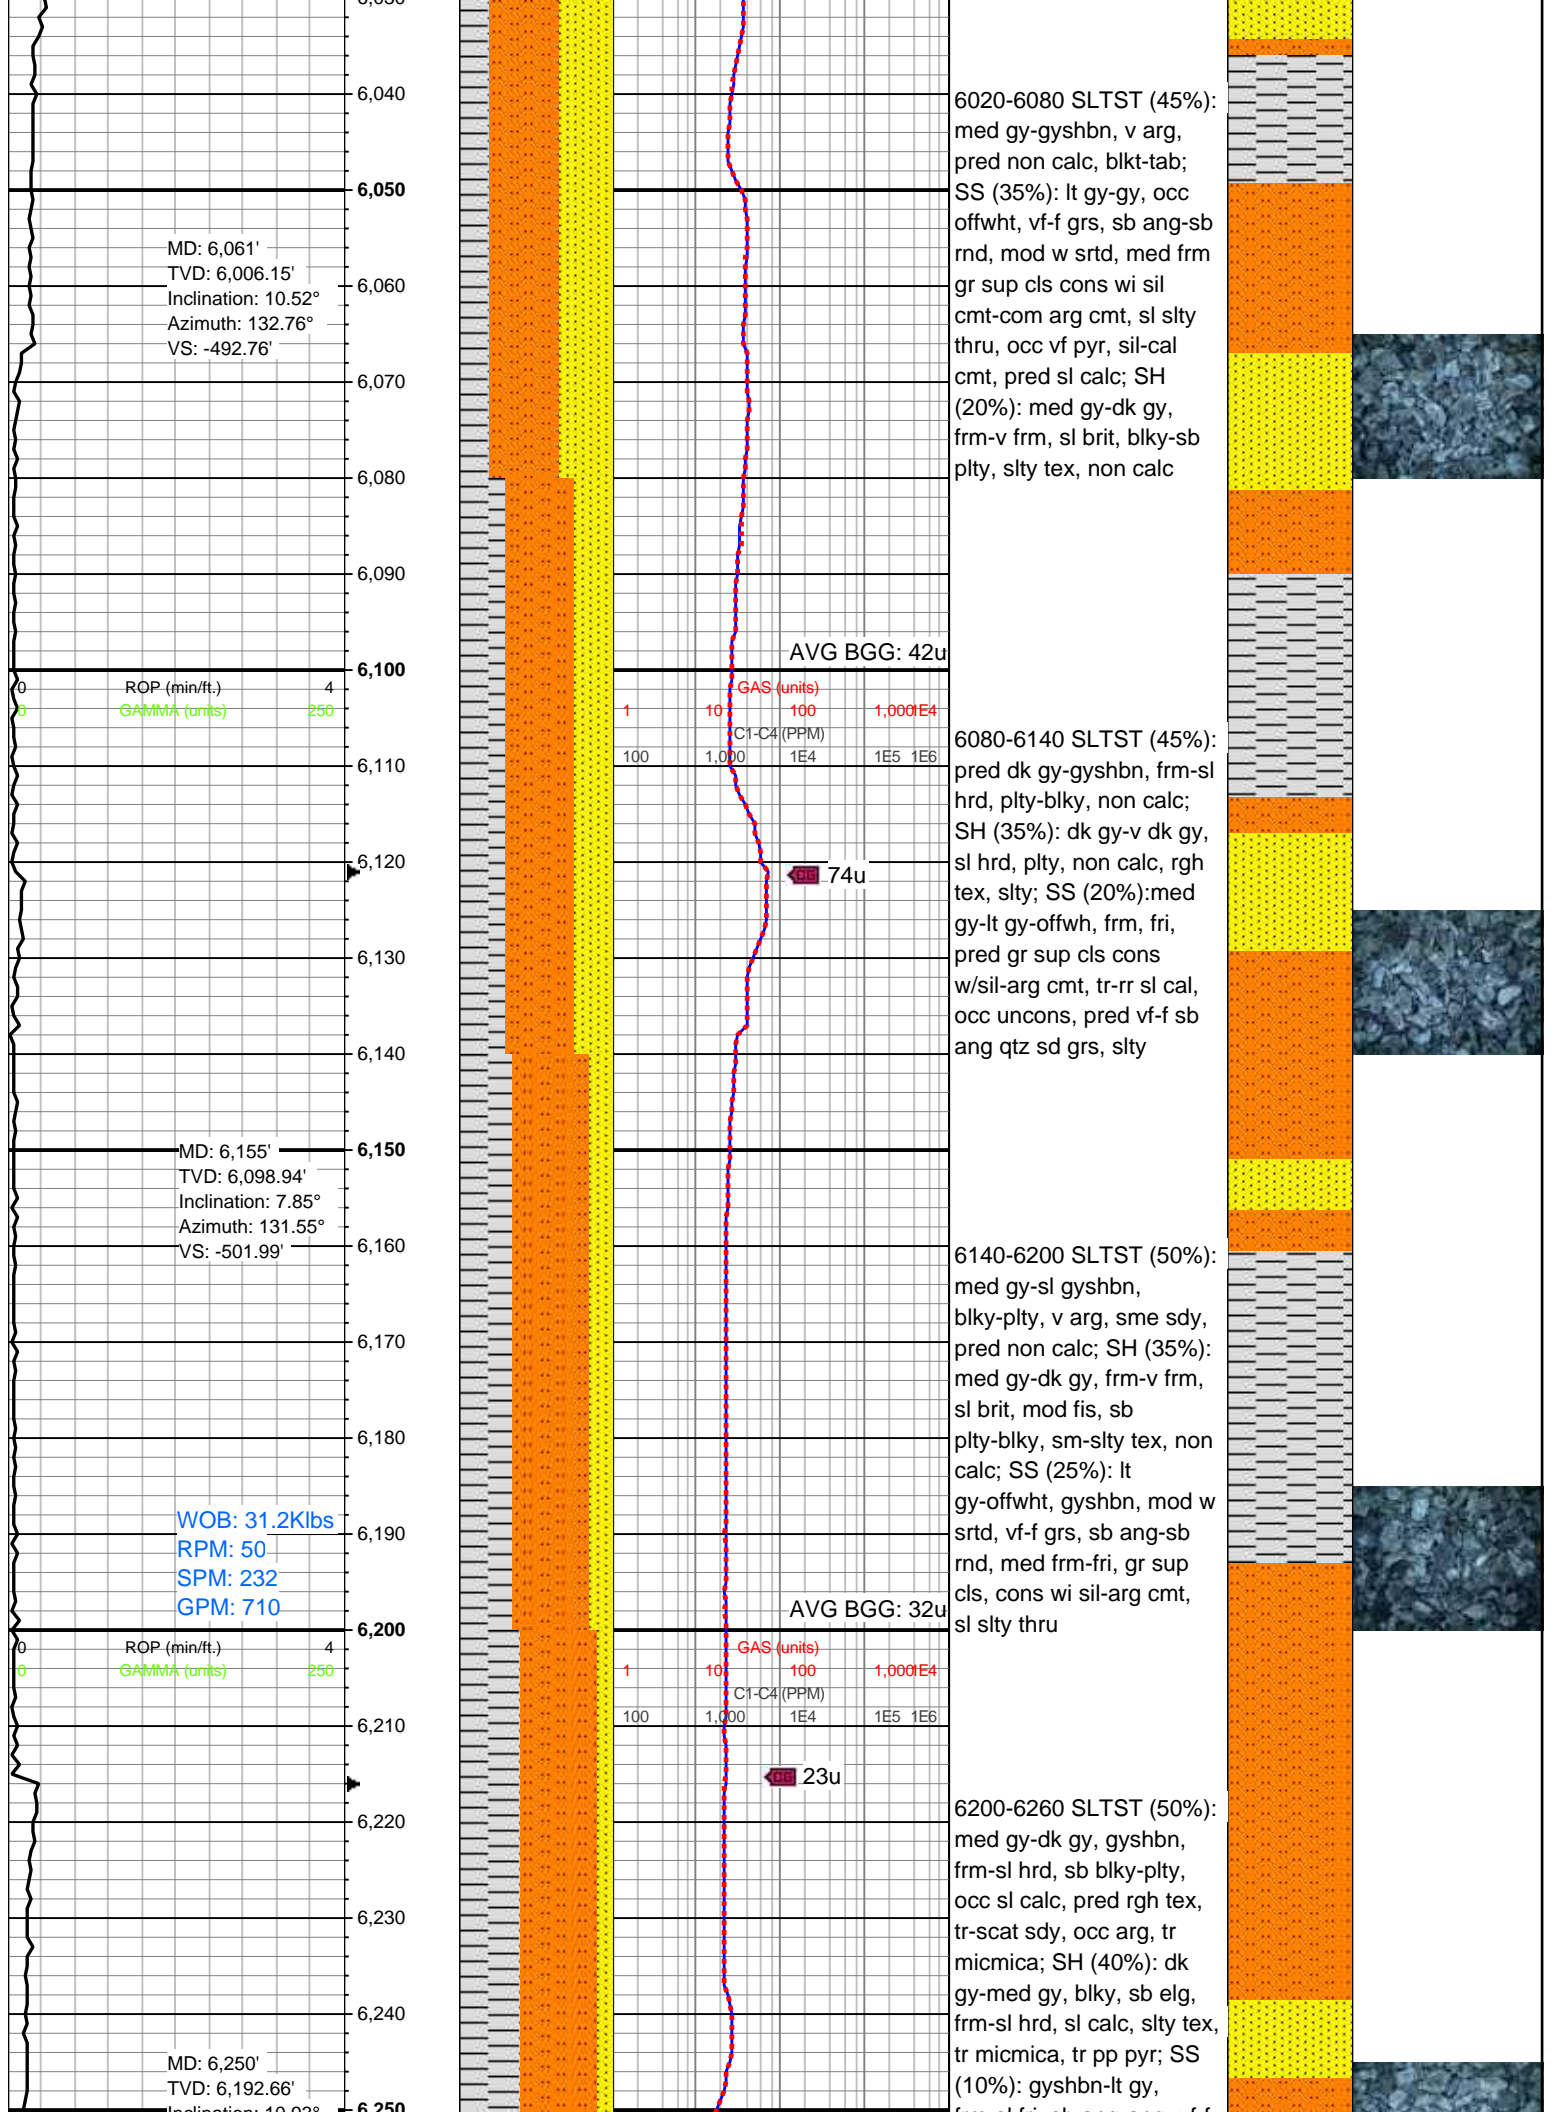 6,040
6020-6080 SLTST (45%):
med gy-gyshbn, v arg,
pred non calc, blkt-tab;
SS (35%): lt gy-gy, occ
offwht, vf-f grs, sb ang-sb
rnd, mod w srtd, med frm
gr sup cls cons wi sil
cmt-com arg cmt, sl slty
thru, occ vf pyr, sil-cal
cmt, pred sl calc; SH
(20%): med gy-dk gy,
frm-v frm, sl brit, blky-sb
plty, slty tex, non calc
6,050
MD: 6,061'
TVD: 6,006.15'
Inclination: 10.52°
Azimuth: 132.76°
VS: -492.76'
6,060
6,070
6,080
6,090
AVG BGG: 42u
6,100
0 ROP (min/ft.) 4
0 GAMMA (units) 250
GAS (units)
1 10 100 1,000 1E4
C1-C4 (PPM)
100 1,000 1E4 1E5 1E6
6,110
6080-6140 SLTST (45%):
pred dk gy-gyshbn, frm-sl
hrd, plty-blky, non calc;
SH (35%): dk gy-v dk gy,
sl hrd, plty, non calc, rgh
tex, slty; SS (20%):med
gy-lt gy-offwh, frm, fri,
pred gr sup cls cons
w/sil-arg cmt, tr-rr sl cal,
occ uncons, pred vf-f sb
ang qtz sd grs, slty
6,120
CG 74u
6,130
6,140
6,150
MD: 6,155'
TVD: 6,098.94'
Inclination: 7.85°
Azimuth: 131.55°
VS: -501.99'
6,160
6140-6200 SLTST (50%):
med gy-sl gyshbn,
blky-plty, v arg, sme sdy,
pred non calc; SH (35%):
med gy-dk gy, frm-v frm,
sl brit, mod fis, sb
plty-blky, sm-slty tex, non
calc; SS (25%): lt
gy-offwht, gyshbn, mod w
srtd, vf-f grs, sb ang-sb
rnd, med frm-fri, gr sup
cls, cons wi sil-arg cmt,
sl slty thru
6,170
6,180
WOB: 31.2Klbs
RPM: 50
SPM: 232
GPM: 710
6,190
AVG BGG: 32u
6,200
0 ROP (min/ft.) 4
0 GAMMA (units) 250
GAS (units)
1 10 100 1,000 1E4
C1-C4 (PPM)
100 1,000 1E4 1E5 1E6
6,210
CG 23u
6,220
6200-6260 SLTST (50%):
med gy-dk gy, gyshbn,
frm-sl hrd, sb blky-plty,
occ sl calc, pred rgh tex,
tr-scat sdy, occ arg, tr
micmica; SH (40%): dk
gy-med gy, blky, sb elg,
frm-sl hrd, sl calc, slty tex,
tr micmica, tr pp pyr; SS
(10%): gyshbn-lt gy,
6,230
6,240
MD: 6,250'
TVD: 6,192.66'
6,250